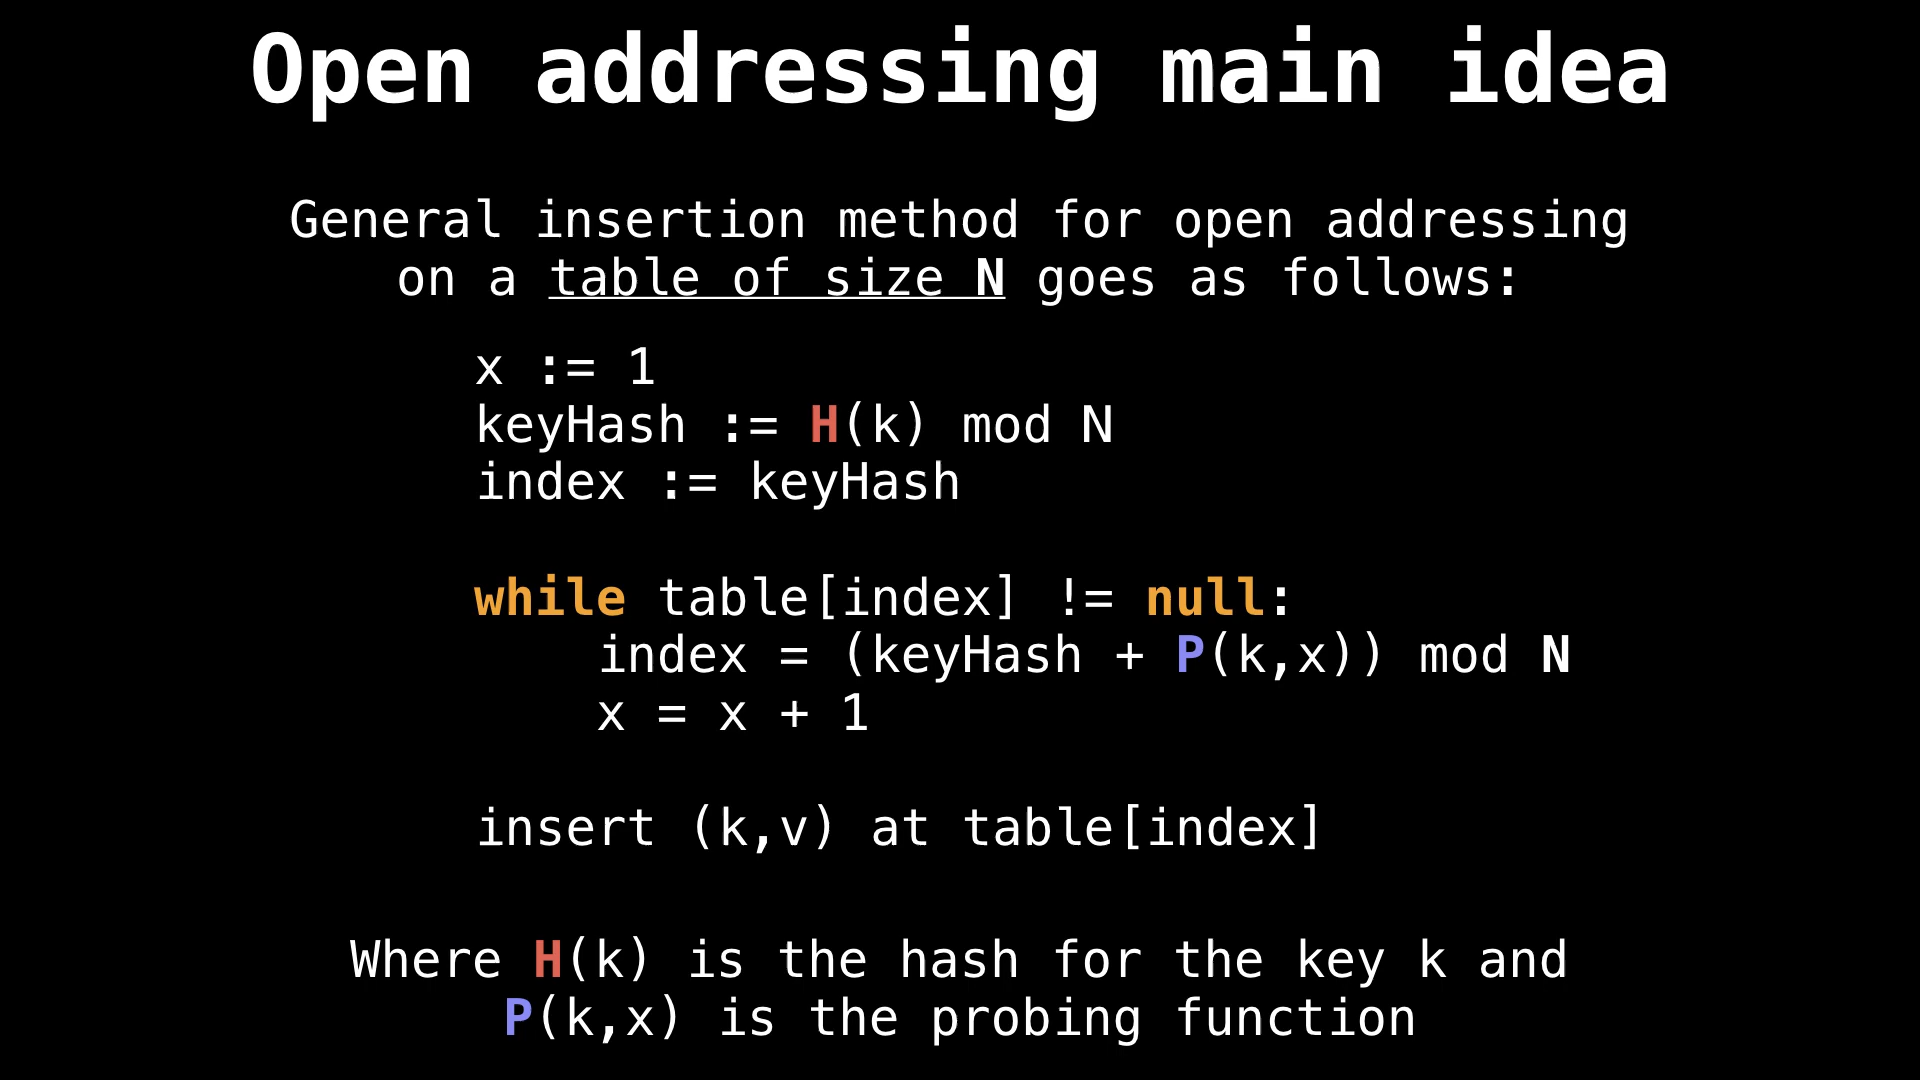 Open addressing main idea
General insertion method for open addressing
on a table of size N goes as follows:
x := 1
keyHash := H(k) mod N
index := keyHash
while table[index] != null:
index = (keyHash + P(k,x)) mod N
x = x + 1
insert (k,v) at table[index]
Where H(k) is the hash for the key k and
P(k,x) is the probing function